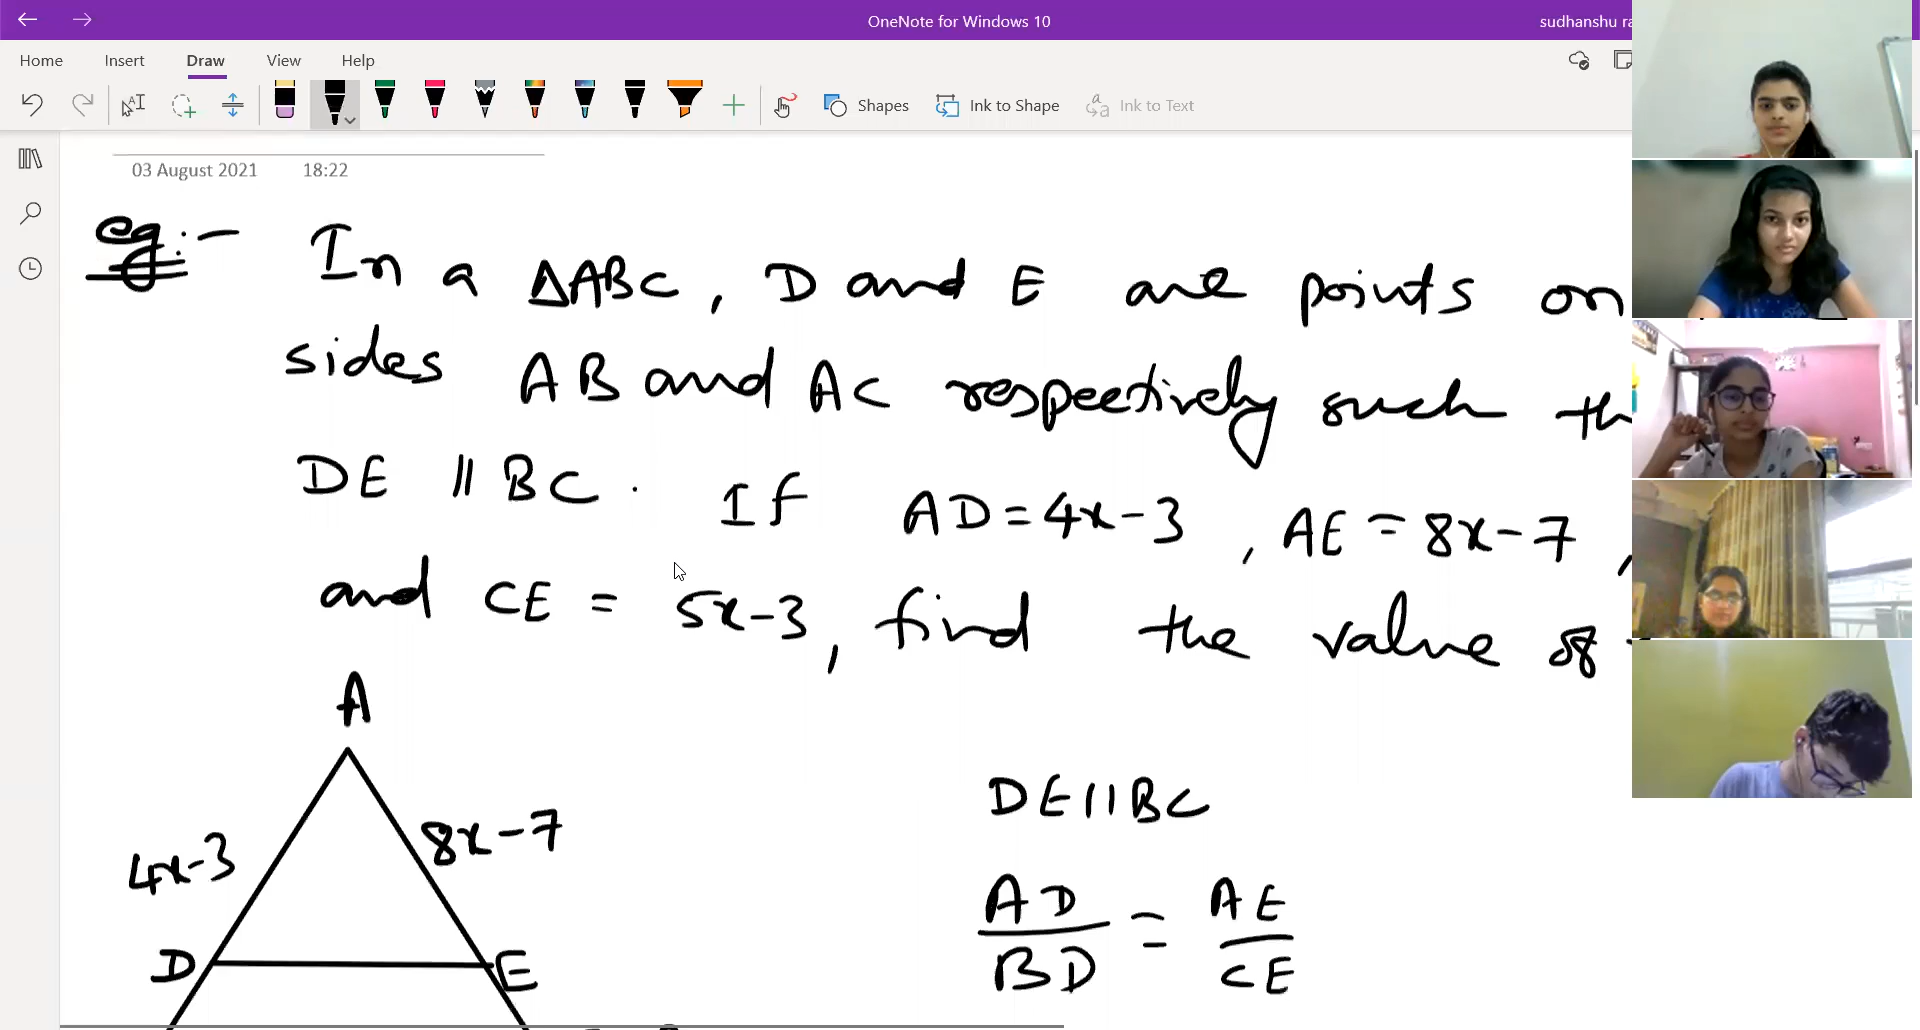 OneNote for Windows 10
sudhanshu ra
Home Insert Draw View Help
Shapes Ink to Shape Ink to Text
03 August 2021 18:22
eg:- In a ΔABC, D and E are points on
sides AB and AC respectively such th
DE || BC. If AD = 4x-3, AE = 8x-7,
and CE = 5x-3, find the value of
A
4x-3 8x-7
D E
DE||BC
AD/BD = AE/CE